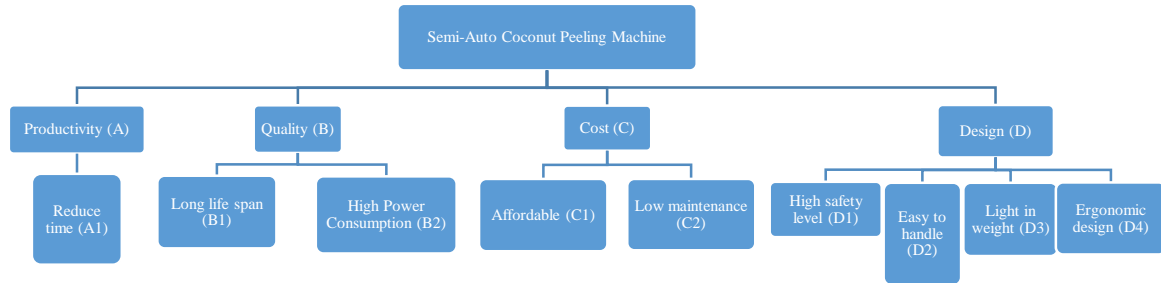 Semi-Auto Coconut Peeling Machine
Productivity (A)
Quality (B)
Cost (C)
Design (D)
Reduce
time (A1)
Long life span
(B1)
High Power
Consumption (B2)
Affordable (C1)
Low maintenance
(C2)
High safety
level (D1)
Easy to
handle
(D2)
Light in
weight (D3)
Ergonomic
design (D4)